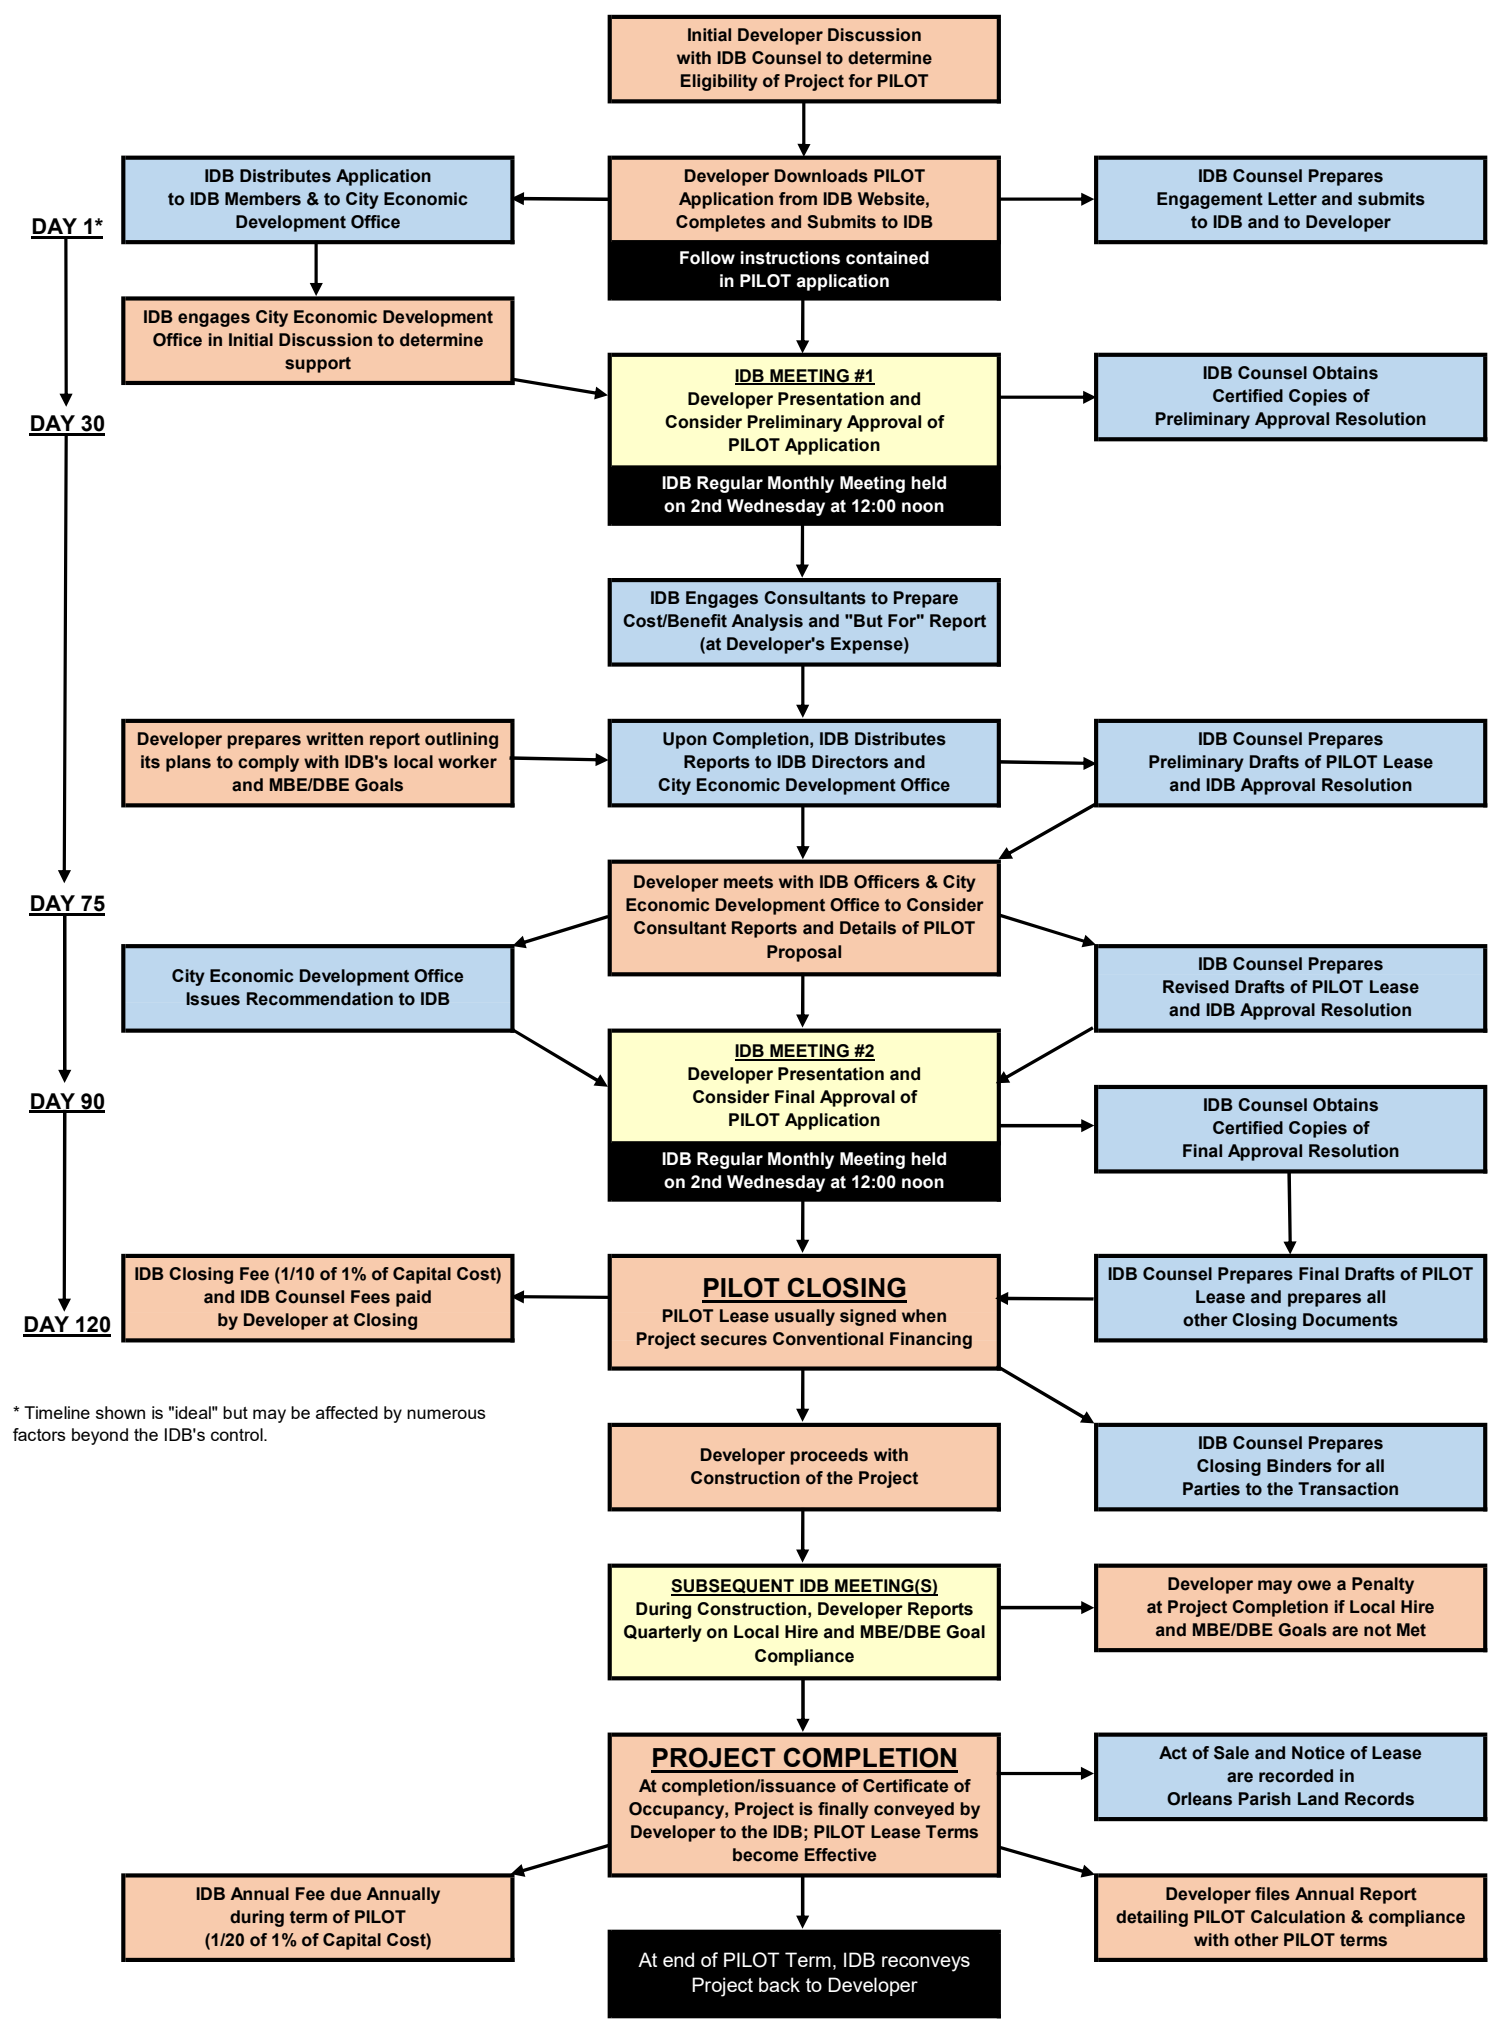 Initial Developer Discussion
with IDB Counsel to determine
Eligibility of Project for PILOT
IDB Distributes Application
to IDB Members & to City Economic
Development Office
Developer Downloads PILOT
Application from IDB Website,
Completes and Submits to IDB
IDB Counsel Prepares
Engagement Letter and submits
to IDB and to Developer
DAY 1*
Follow instructions contained
in PILOT application
IDB engages City Economic Development
Office in Initial Discussion to determine
support
IDB MEETING #1
Developer Presentation and
Consider Preliminary Approval of
PILOT Application
IDB Counsel Obtains
Certified Copies of
Preliminary Approval Resolution
DAY 30
IDB Regular Monthly Meeting held
on 2nd Wednesday at 12:00 noon
IDB Engages Consultants to Prepare
Cost/Benefit Analysis and "But For" Report
(at Developer's Expense)
Developer prepares written report outlining
its plans to comply with IDB's local worker
and MBE/DBE Goals
Upon Completion, IDB Distributes
Reports to IDB Directors and
City Economic Development Office
IDB Counsel Prepares
Preliminary Drafts of PILOT Lease
and IDB Approval Resolution
Developer meets with IDB Officers & City
Economic Development Office to Consider
Consultant Reports and Details of PILOT
Proposal
DAY 75
City Economic Development Office
Issues Recommendation to IDB
IDB Counsel Prepares
Revised Drafts of PILOT Lease
and IDB Approval Resolution
IDB MEETING #2
Developer Presentation and
Consider Final Approval of
PILOT Application
DAY 90
IDB Counsel Obtains
Certified Copies of
Final Approval Resolution
IDB Regular Monthly Meeting held
on 2nd Wednesday at 12:00 noon
IDB Closing Fee (1/10 of 1% of Capital Cost)
and IDB Counsel Fees paid
by Developer at Closing
PILOT CLOSING
PILOT Lease usually signed when
Project secures Conventional Financing
IDB Counsel Prepares Final Drafts of PILOT
Lease and prepares all
other Closing Documents
DAY 120
* Timeline shown is "ideal" but may be affected by numerous
factors beyond the IDB's control.
Developer proceeds with
Construction of the Project
IDB Counsel Prepares
Closing Binders for all
Parties to the Transaction
SUBSEQUENT IDB MEETING(S)
During Construction, Developer Reports
Quarterly on Local Hire and MBE/DBE Goal
Compliance
Developer may owe a Penalty
at Project Completion if Local Hire
and MBE/DBE Goals are not Met
PROJECT COMPLETION
At completion/issuance of Certificate of
Occupancy, Project is finally conveyed by
Developer to the IDB; PILOT Lease Terms
become Effective
Act of Sale and Notice of Lease
are recorded in
Orleans Parish Land Records
IDB Annual Fee due Annually
during term of PILOT
(1/20 of 1% of Capital Cost)
Developer files Annual Report
detailing PILOT Calculation & compliance
with other PILOT terms
At end of PILOT Term, IDB reconveys
Project back to Developer